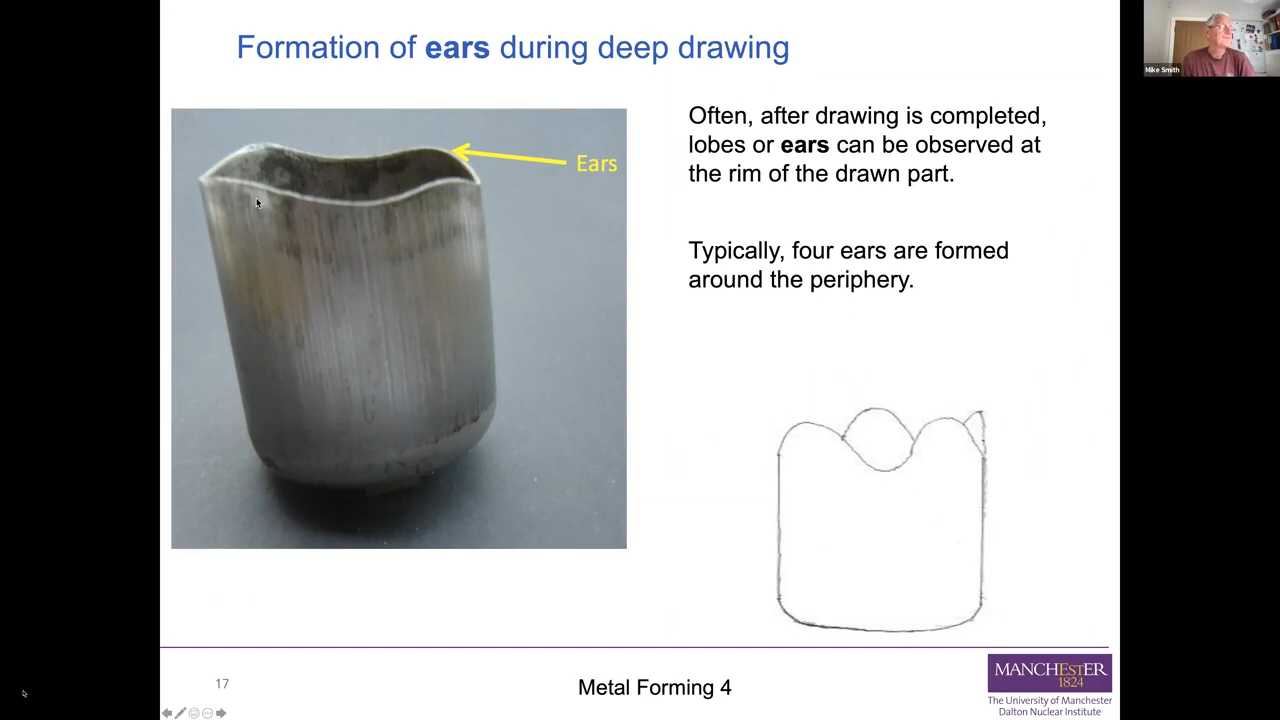 Formation of ears during deep drawing
Mike Smith
Ears
Often, after drawing is completed,
lobes or ears can be observed at
the rim of the drawn part.
Typically, four ears are formed
around the periphery.
17
Metal Forming 4
MANCHESTER
1824
The University of Manchester
Dalton Nuclear Institute